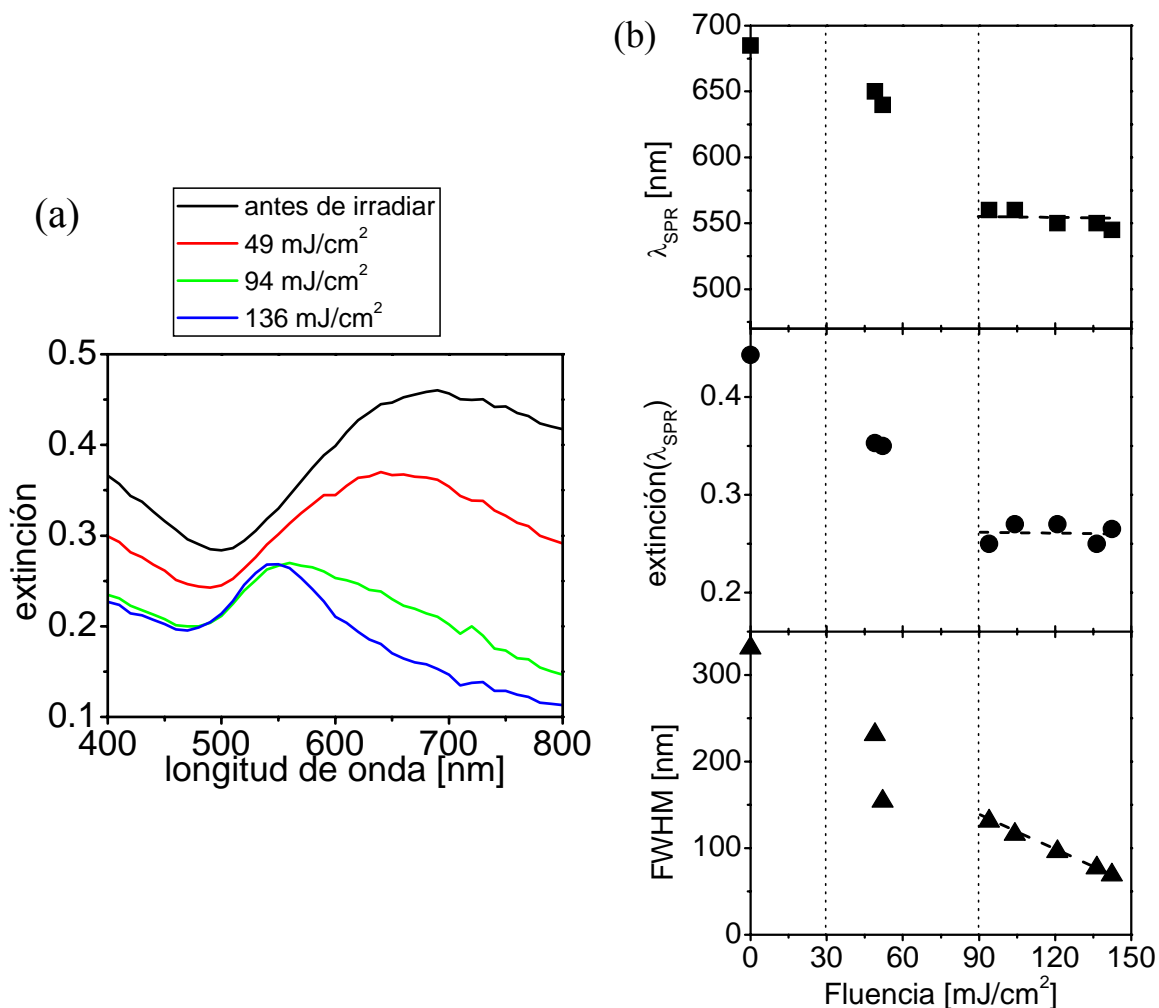 (a)
antes de irradiar
49 mJ/cm²
94 mJ/cm²
136 mJ/cm²
0.5
0.4
0.3
0.2
0.1
extinción
400 500 600 700 800
longitud de onda [nm]
(b)
700
650
600
550
500
λSPR [nm]
0.4
0.3
0.2
extinción(λSPR)
300
200
100
0
FWHM [nm]
0 30 60 90 120 150
Fluencia [mJ/cm²]